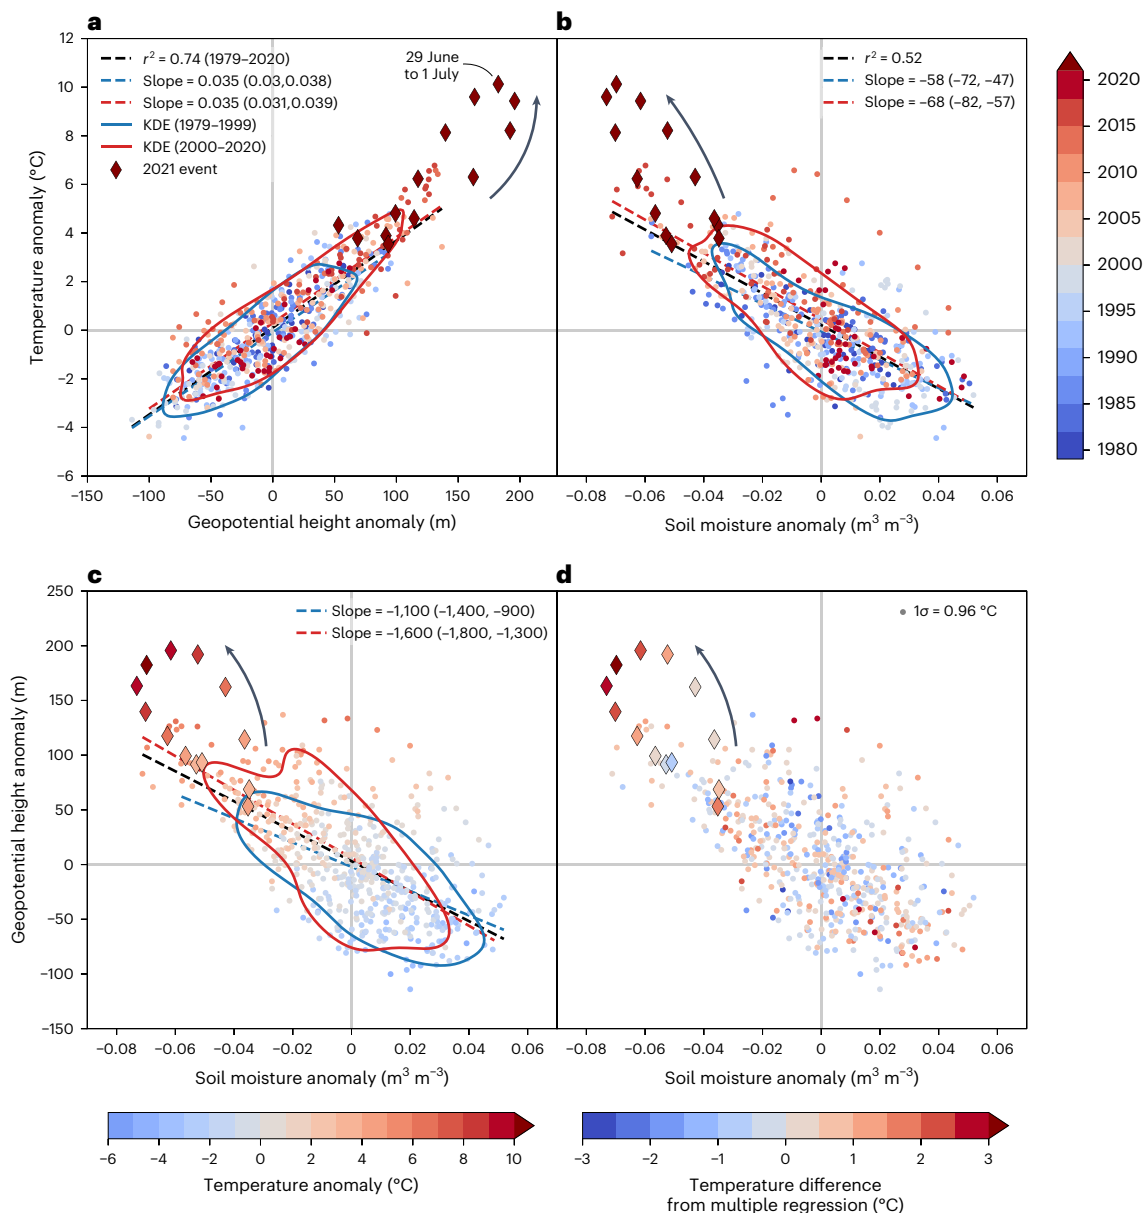 a
b
12
10
8
6
4
2
0
−2
−4
−6
Temperature anomaly (°C)
r² = 0.74 (1979–2020)
Slope = 0.035 (0.03,0.038)
Slope = 0.035 (0.031,0.039)
KDE (1979–1999)
KDE (2000–2020)
2021 event
29 June
to 1 July
r² = 0.52
Slope = −58 (−72, −47)
Slope = −68 (−82, −57)
2020
2015
2010
2005
2000
1995
1990
1985
1980
−150 −100 −50 0 50 100 150 200
Geopotential height anomaly (m)
−0.08 −0.06 −0.04 −0.02 0 0.02 0.04 0.06
Soil moisture anomaly (m³ m⁻³)
c
d
250
200
150
100
50
0
−50
−100
−150
Geopotential height anomaly (m)
Slope = −1,100 (−1,400, −900)
Slope = −1,600 (−1,800, −1,300)
1σ = 0.96 °C
−0.08 −0.06 −0.04 −0.02 0 0.02 0.04 0.06
Soil moisture anomaly (m³ m⁻³)
−0.08 −0.06 −0.04 −0.02 0 0.02 0.04 0.06
Soil moisture anomaly (m³ m⁻³)
−6 −4 −2 0 2 4 6 8 10
Temperature anomaly (°C)
−3 −2 −1 0 1 2 3
Temperature difference
from multiple regression (°C)